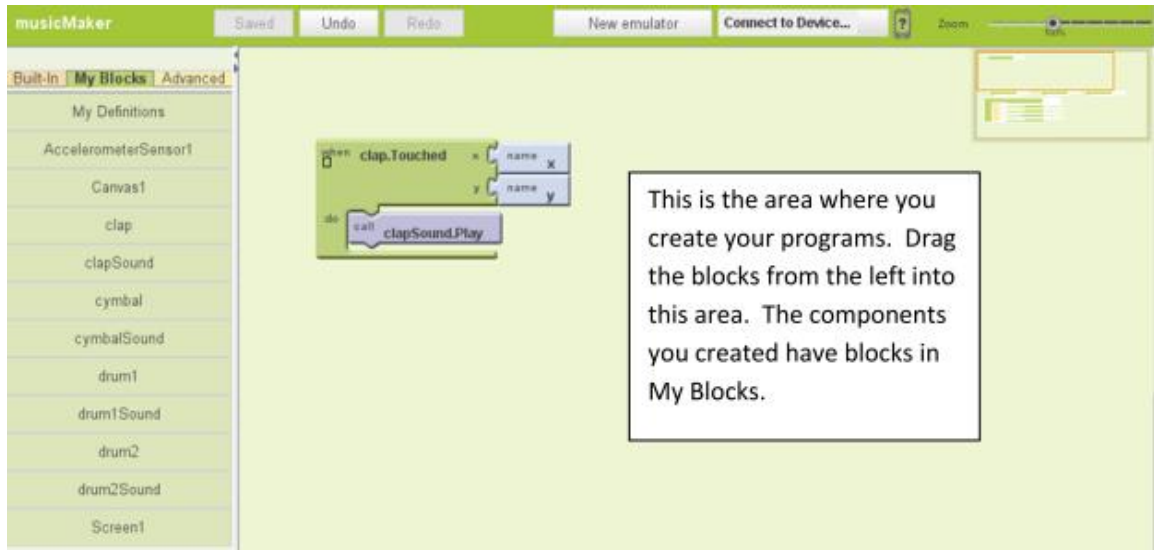 musicMaker Saved Undo Redo New emulator Connect to Device... ? Zoom
Built-In My Blocks Advanced
My Definitions
AccelerometerSensor1
Canvas1
clap
clapSound
cymbal
cymbalSound
drum1
drum1Sound
drum2
drum2Sound
Screen1
when clap.Touched x name x
y name y
do call clapSound.Play
This is the area where you
create your programs. Drag
the blocks from the left into
this area. The components
you created have blocks in
My Blocks.